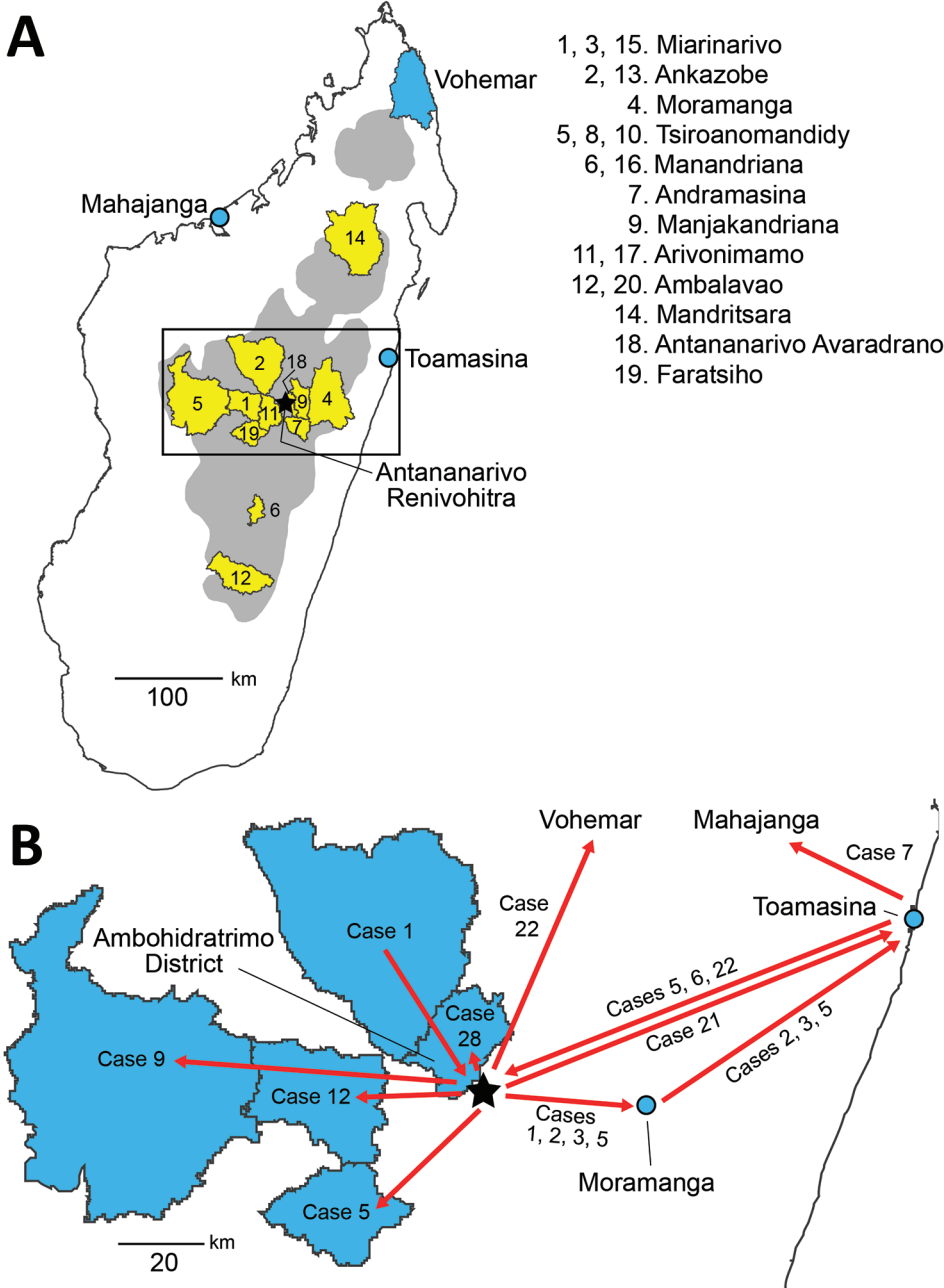 A
Vohemar
Mahajanga
Toamasina
Antananarivo
Renivohitra
14
2
18
5
1
11
9
4
19
7
6
12
100 km
1, 3, 15. Miarinarivo
2, 13. Ankazobe
4. Moramanga
5, 8, 10. Tsiroanomandidy
6, 16. Manandriana
7. Andramasina
9. Manjakandriana
11, 17. Arivonimamo
12, 20. Ambalavao
14. Mandritsara
18. Antananarivo Avaradrano
19. Faratsiho
B
Vohemar
Mahajanga
Case 7
Toamasina
Case
22
Case 1
Ambohidratrimo
District
Case
28
Cases 5, 6, 22
Case 21
Cases 2, 3, 5
Case 9
Case 12
Cases
1, 2, 3, 5
Moramanga
Case 5
20 km